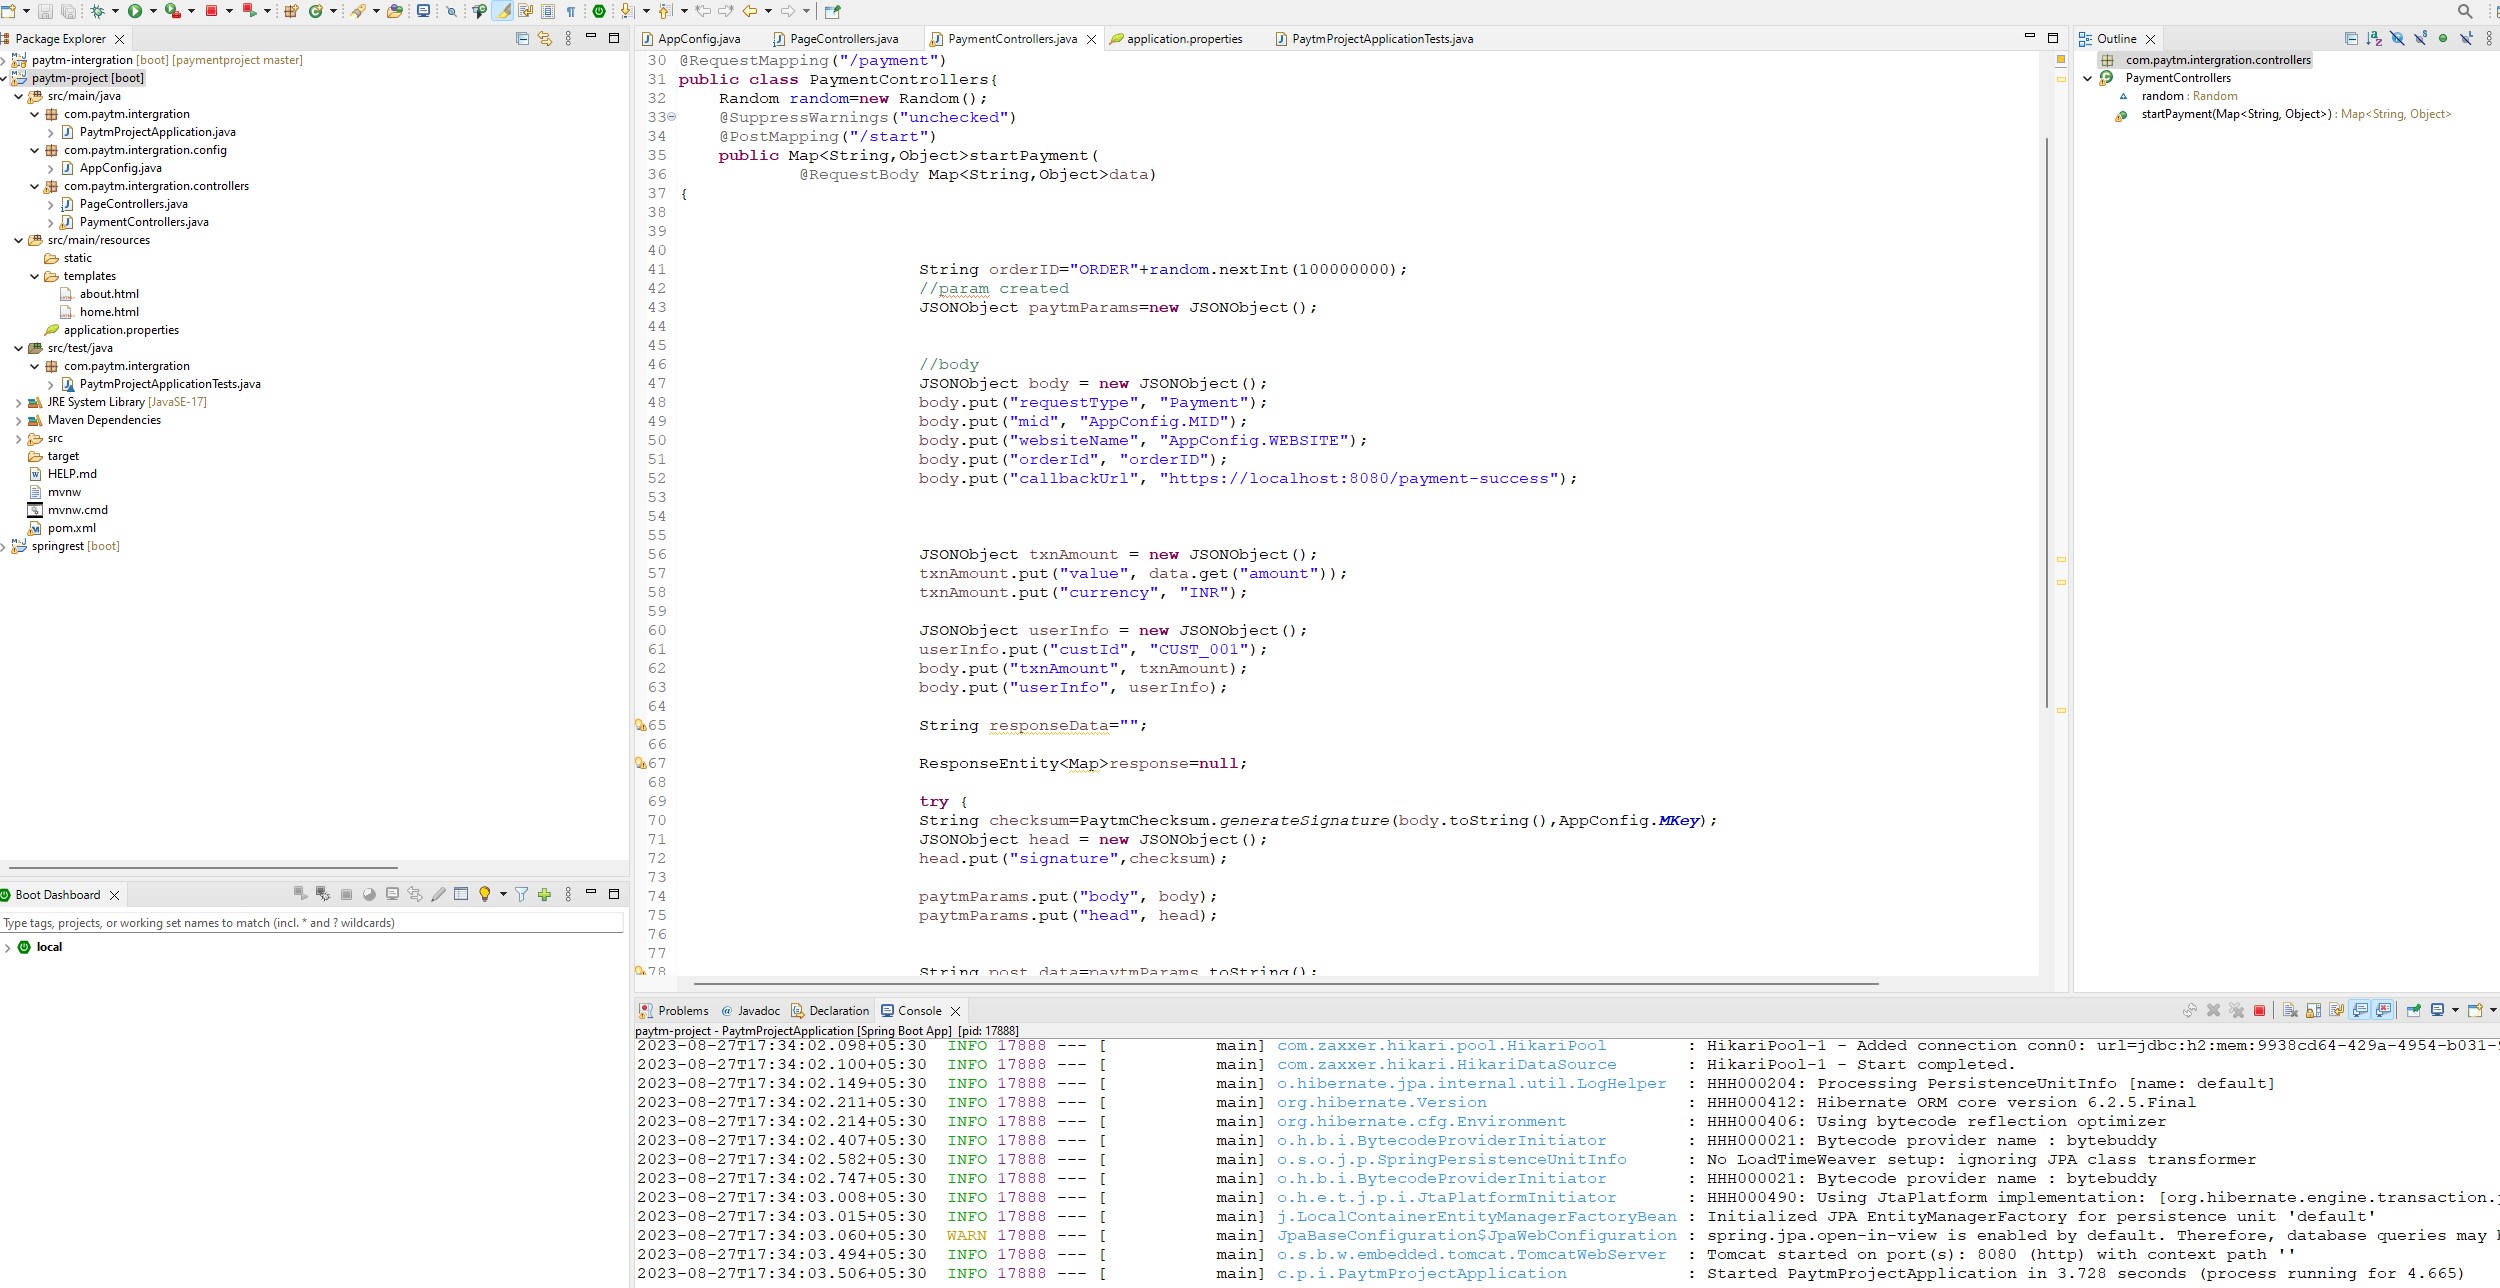 Package Explorer
paytm-intergration [boot] [paymentproject master]
paytm-project [boot]
src/main/java
com.paytm.intergration
PaytmProjectApplication.java
com.paytm.intergration.config
AppConfig.java
com.paytm.intergration.controllers
PageControllers.java
PaymentControllers.java
src/main/resources
static
templates
about.html
home.html
application.properties
src/test/java
com.paytm.intergration
PaytmProjectApplicationTests.java
JRE System Library [JavaSE-17]
Maven Dependencies
src
target
HELP.md
mvnw
mvnw.cmd
pom.xml
springrest [boot]
Boot Dashboard
Type tags, projects, or working set names to match (incl. * and ? wildcards)
local
AppConfig.java PageControllers.java PaymentControllers.java application.properties PaytmProjectApplicationTests.java
30 @RequestMapping("/payment")
31 public class PaymentControllers{
32 Random random=new Random();
33 @SuppressWarnings("unchecked")
34 @PostMapping("/start")
35 public Map<String,Object>startPayment(
36 @RequestBody Map<String,Object>data)
37 {
38
39
40
41 String orderID="ORDER"+random.nextInt(100000000);
42 //param created
43 JSONObject paytmParams=new JSONObject();
44
45
46 //body
47 JSONObject body = new JSONObject();
48 body.put("requestType", "Payment");
49 body.put("mid", "AppConfig.MID");
50 body.put("websiteName", "AppConfig.WEBSITE");
51 body.put("orderId", "orderID");
52 body.put("callbackUrl", "https://localhost:8080/payment-success");
53
54
55
56 JSONObject txnAmount = new JSONObject();
57 txnAmount.put("value", data.get("amount"));
58 txnAmount.put("currency", "INR");
59
60 JSONObject userInfo = new JSONObject();
61 userInfo.put("custId", "CUST_001");
62 body.put("txnAmount", txnAmount);
63 body.put("userInfo", userInfo);
64
65 String responseData="";
66
67 ResponseEntity<Map>response=null;
68
69 try {
70 String checksum=PaytmChecksum.generateSignature(body.toString(),AppConfig.MKey);
71 JSONObject head = new JSONObject();
72 head.put("signature",checksum);
73
74 paytmParams.put("body", body);
75 paytmParams.put("head", head);
76
77
78 String post_data=paytmParams.toString();
Outline
com.paytm.intergration.controllers
PaymentControllers
random : Random
startPayment(Map<String, Object>) : Map<String, Object>
Problems Javadoc Declaration Console
paytm-project - PaytmProjectApplication [Spring Boot App] [pid: 17888]
2023-08-27T17:34:02.098+05:30 INFO 17888 --- [ main] com.zaxxer.hikari.pool.HikariPool : HikariPool-1 - Added connection conn0: url=jdbc:h2:mem:9938cd64-429a-4954-b031-
2023-08-27T17:34:02.100+05:30 INFO 17888 --- [ main] com.zaxxer.hikari.HikariDataSource : HikariPool-1 - Start completed.
2023-08-27T17:34:02.149+05:30 INFO 17888 --- [ main] o.hibernate.jpa.internal.util.LogHelper : HHH000204: Processing PersistenceUnitInfo [name: default]
2023-08-27T17:34:02.211+05:30 INFO 17888 --- [ main] org.hibernate.Version : HHH000412: Hibernate ORM core version 6.2.5.Final
2023-08-27T17:34:02.214+05:30 INFO 17888 --- [ main] org.hibernate.cfg.Environment : HHH000406: Using bytecode reflection optimizer
2023-08-27T17:34:02.407+05:30 INFO 17888 --- [ main] o.h.b.i.BytecodeProviderInitiator : HHH000021: Bytecode provider name : bytebuddy
2023-08-27T17:34:02.582+05:30 INFO 17888 --- [ main] o.s.o.j.p.SpringPersistenceUnitInfo : No LoadTimeWeaver setup: ignoring JPA class transformer
2023-08-27T17:34:02.747+05:30 INFO 17888 --- [ main] o.h.b.i.BytecodeProviderInitiator : HHH000021: Bytecode provider name : bytebuddy
2023-08-27T17:34:03.008+05:30 INFO 17888 --- [ main] o.h.e.t.j.p.i.JtaPlatformInitiator : HHH000490: Using JtaPlatform implementation: [org.hibernate.engine.transaction.
2023-08-27T17:34:03.015+05:30 INFO 17888 --- [ main] j.LocalContainerEntityManagerFactoryBean : Initialized JPA EntityManagerFactory for persistence unit 'default'
2023-08-27T17:34:03.060+05:30 WARN 17888 --- [ main] JpaBaseConfiguration$JpaWebConfiguration : spring.jpa.open-in-view is enabled by default. Therefore, database queries may
2023-08-27T17:34:03.494+05:30 INFO 17888 --- [ main] o.s.b.w.embedded.tomcat.TomcatWebServer : Tomcat started on port(s): 8080 (http) with context path ''
2023-08-27T17:34:03.506+05:30 INFO 17888 --- [ main] c.p.i.PaytmProjectApplication : Started PaytmProjectApplication in 3.728 seconds (process running for 4.665)